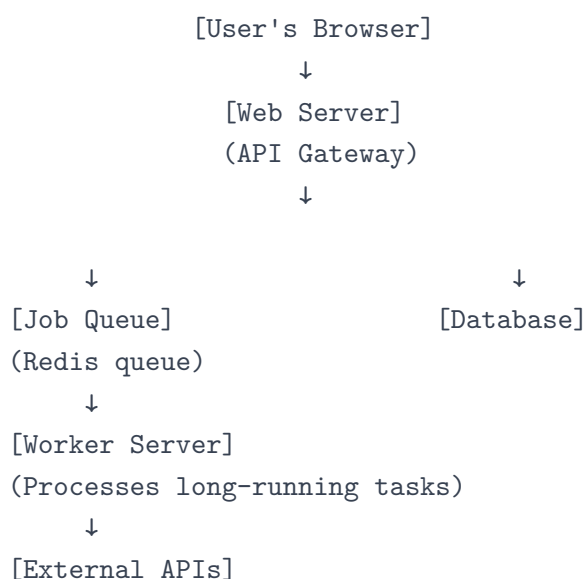 [User's Browser]
↓
[Web Server]
(API Gateway)
↓
↓ ↓
[Job Queue] [Database]
(Redis queue)
↓
[Worker Server]
(Processes long-running tasks)
↓
[External APIs]